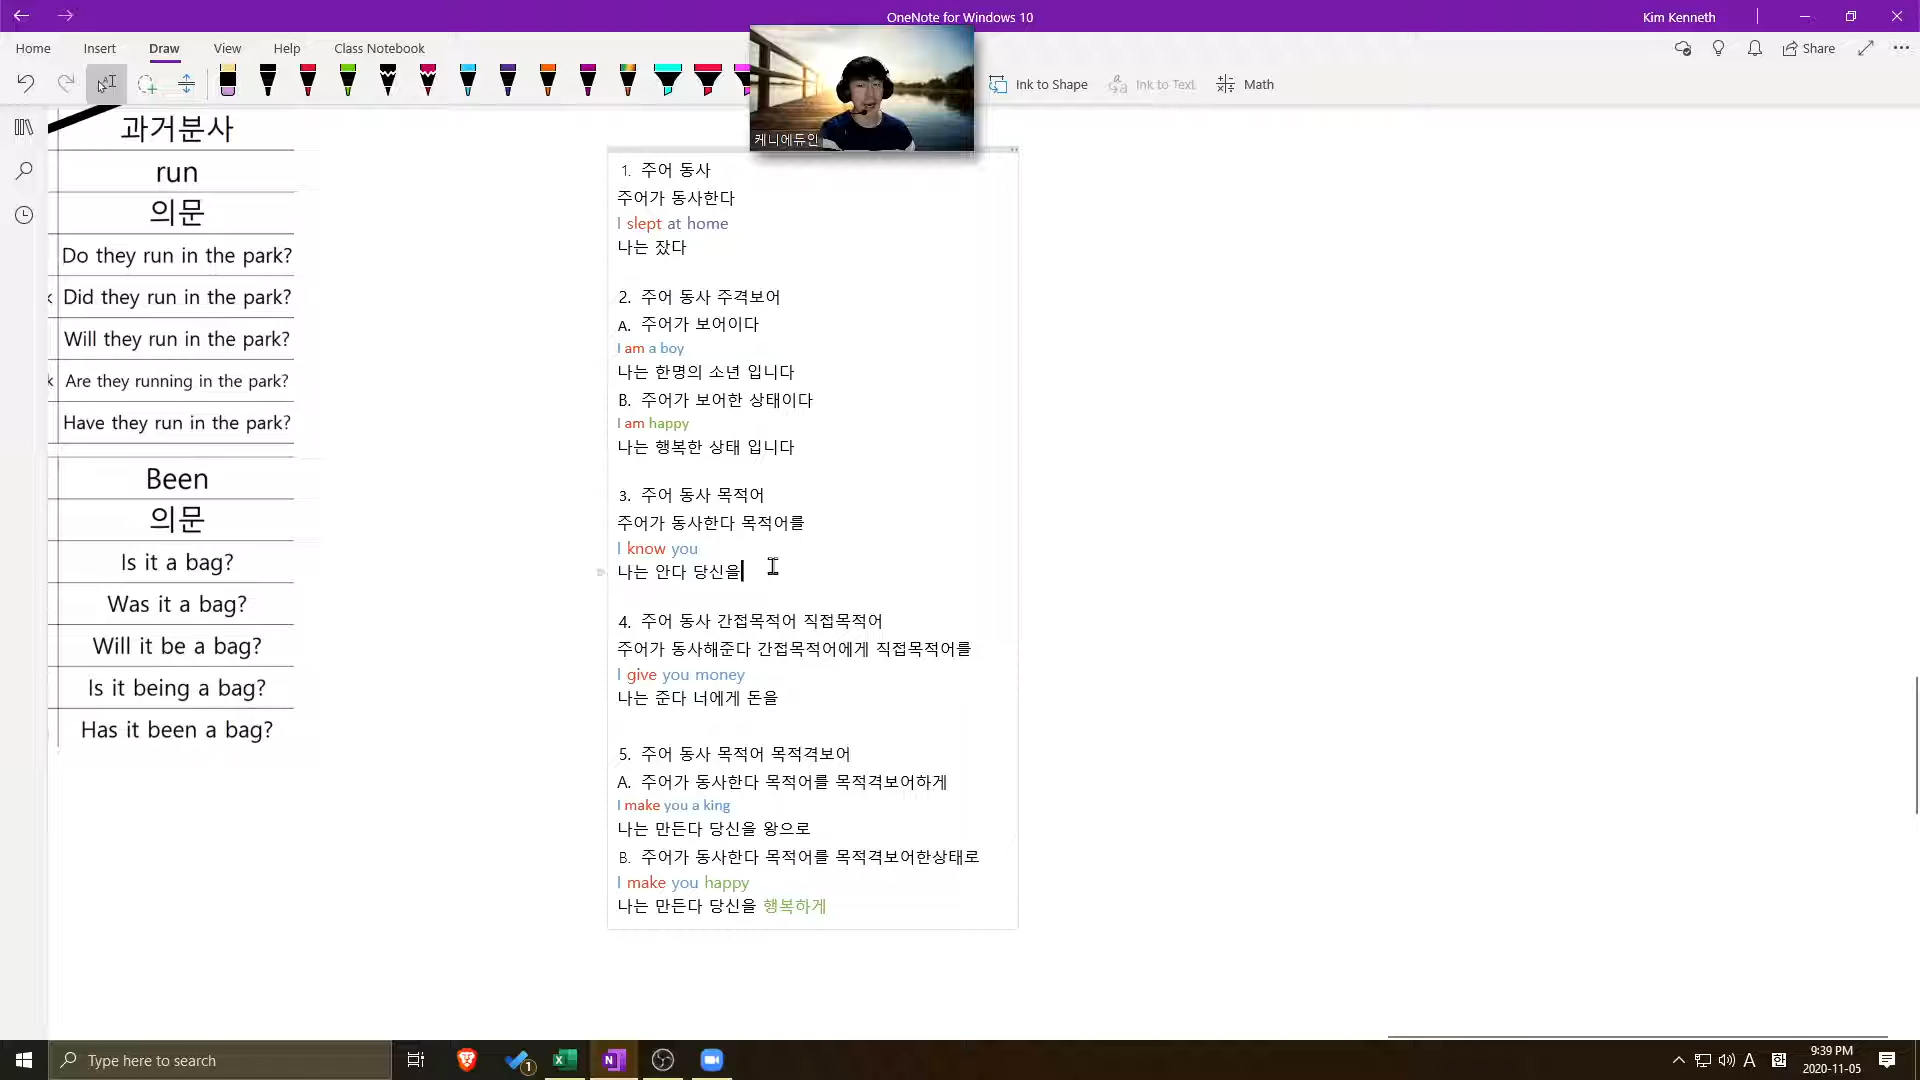 OneNote for Windows 10
Kim Kenneth
Home Insert Draw View Help Class Notebook
Share
Ink to Shape
Ink to Text
Math
케니에듀인
과거분사
run
의문
Do they run in the park?
Did they run in the park?
Will they run in the park?
Are they running in the park?
Have they run in the park?
Been
의문
Is it a bag?
Was it a bag?
Will it be a bag?
Is it being a bag?
Has it been a bag?
1. 주어 동사
주어가 동사한다
I slept at home
나는 잤다
2. 주어 동사 주격보어
A. 주어가 보어이다
I am a boy
나는 한명의 소년 입니다
B. 주어가 보어한 상태이다
I am happy
나는 행복한 상태 입니다
3. 주어 동사 목적어
주어가 동사한다 목적어를
I know you
나는 안다 당신을
4. 주어 동사 간접목적어 직접목적어
주어가 동사해준다 간접목적어에게 직접목적어를
I give you money
나는 준다 너에게 돈을
5. 주어 동사 목적어 목적격보어
A. 주어가 동사한다 목적어를 목적격보어하게
I make you a king
나는 만든다 당신을 왕으로
B. 주어가 동사한다 목적어를 목적격보어한상태로
I make you happy
나는 만든다 당신을 행복하게
Type here to search
1
A
9:39 PM
2020-11-05